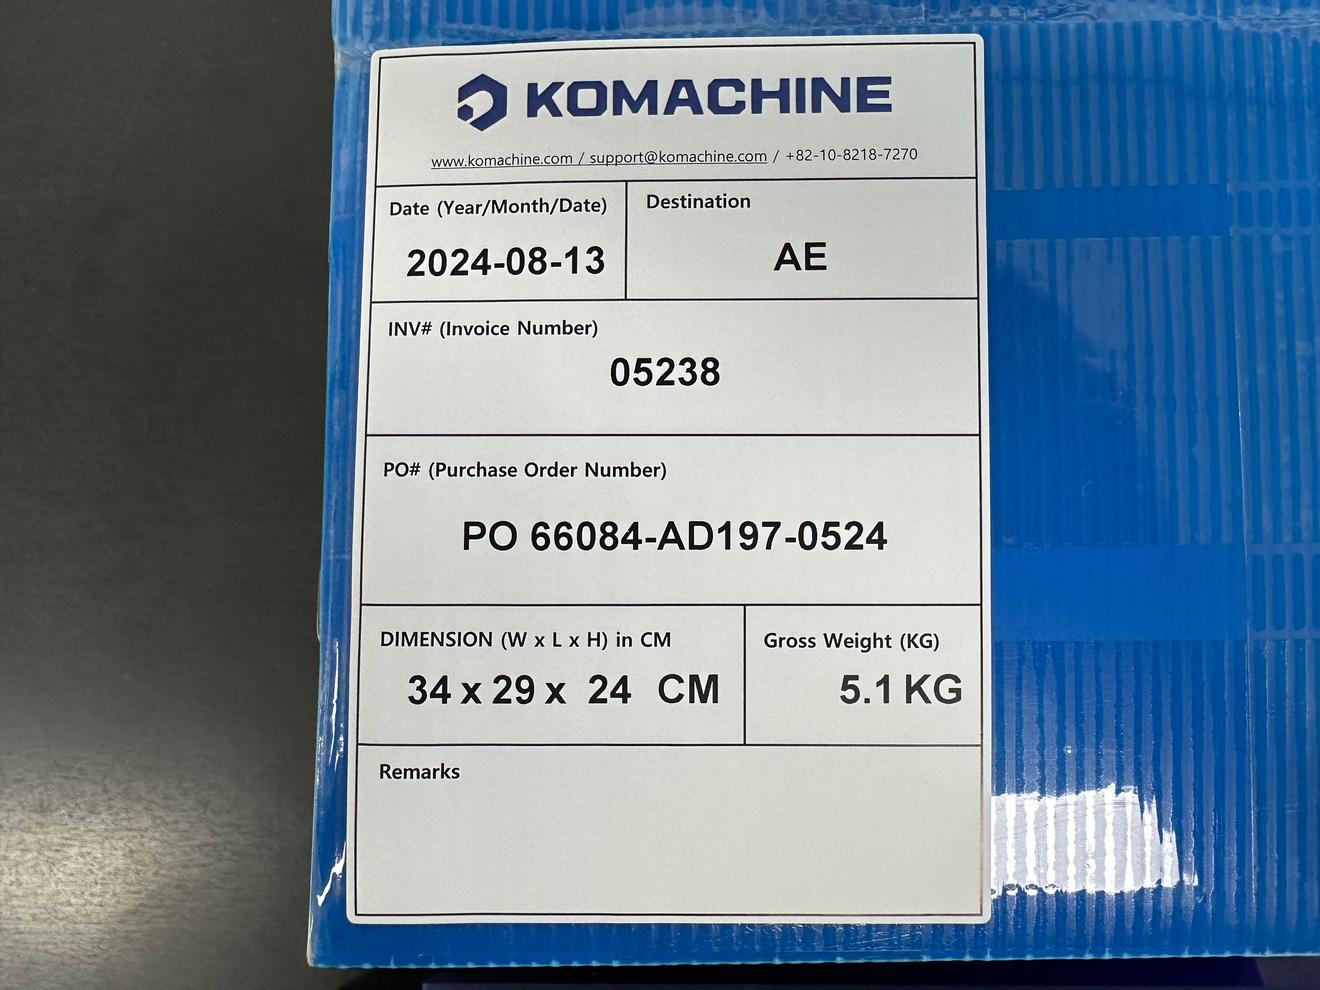 KOMACHINE
www.komachine.com / support@komachine.com / +82-10-8218-7270
Date (Year/Month/Date)
2024-08-13
Destination
AE
INV# (Invoice Number)
05238
PO# (Purchase Order Number)
PO 66084-AD197-0524
DIMENSION (W x L x H) in CM
34 x 29 x 24 CM
Gross Weight (KG)
5.1 KG
Remarks